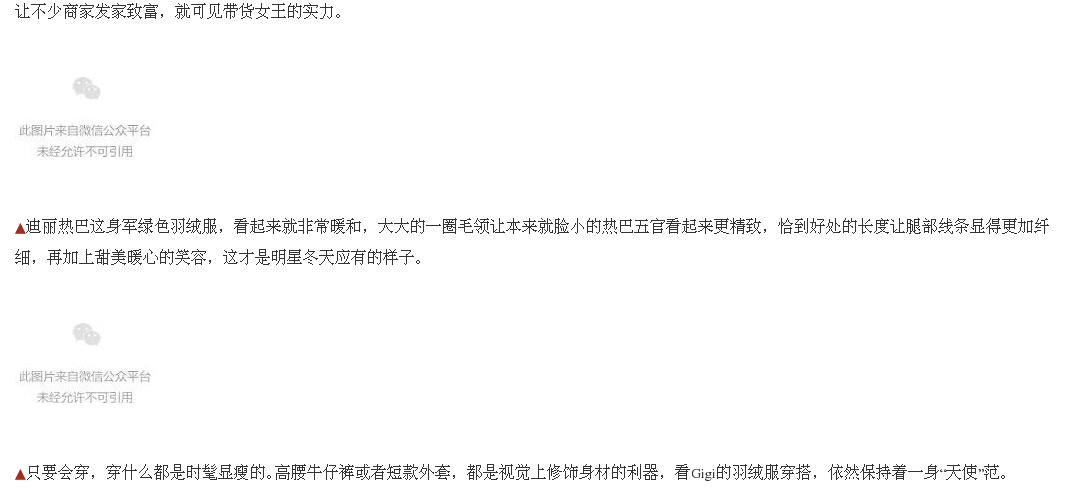 让不少商家发家致富，就可见带货女王的实力。
此图片来自微信公众平台
未经允许不可引用
▲迪丽热巴这身军绿色羽绒服，看起来就非常暖和，大大的一圈毛领让本来就脸小的热巴五官看起来更精致，恰到好处的长度让腿部线条显得更加纤
细，再加上甜美暖心的笑容，这才是明星冬天应有的样子。
此图片来自微信公众平台
未经允许不可引用
▲只要会穿，穿什么都是时髦显瘦的。高腰牛仔裤或者短款外套，都是视觉上修饰身材的利器，看Gigi的羽绒服穿搭，依然保持着一身“天使”范。